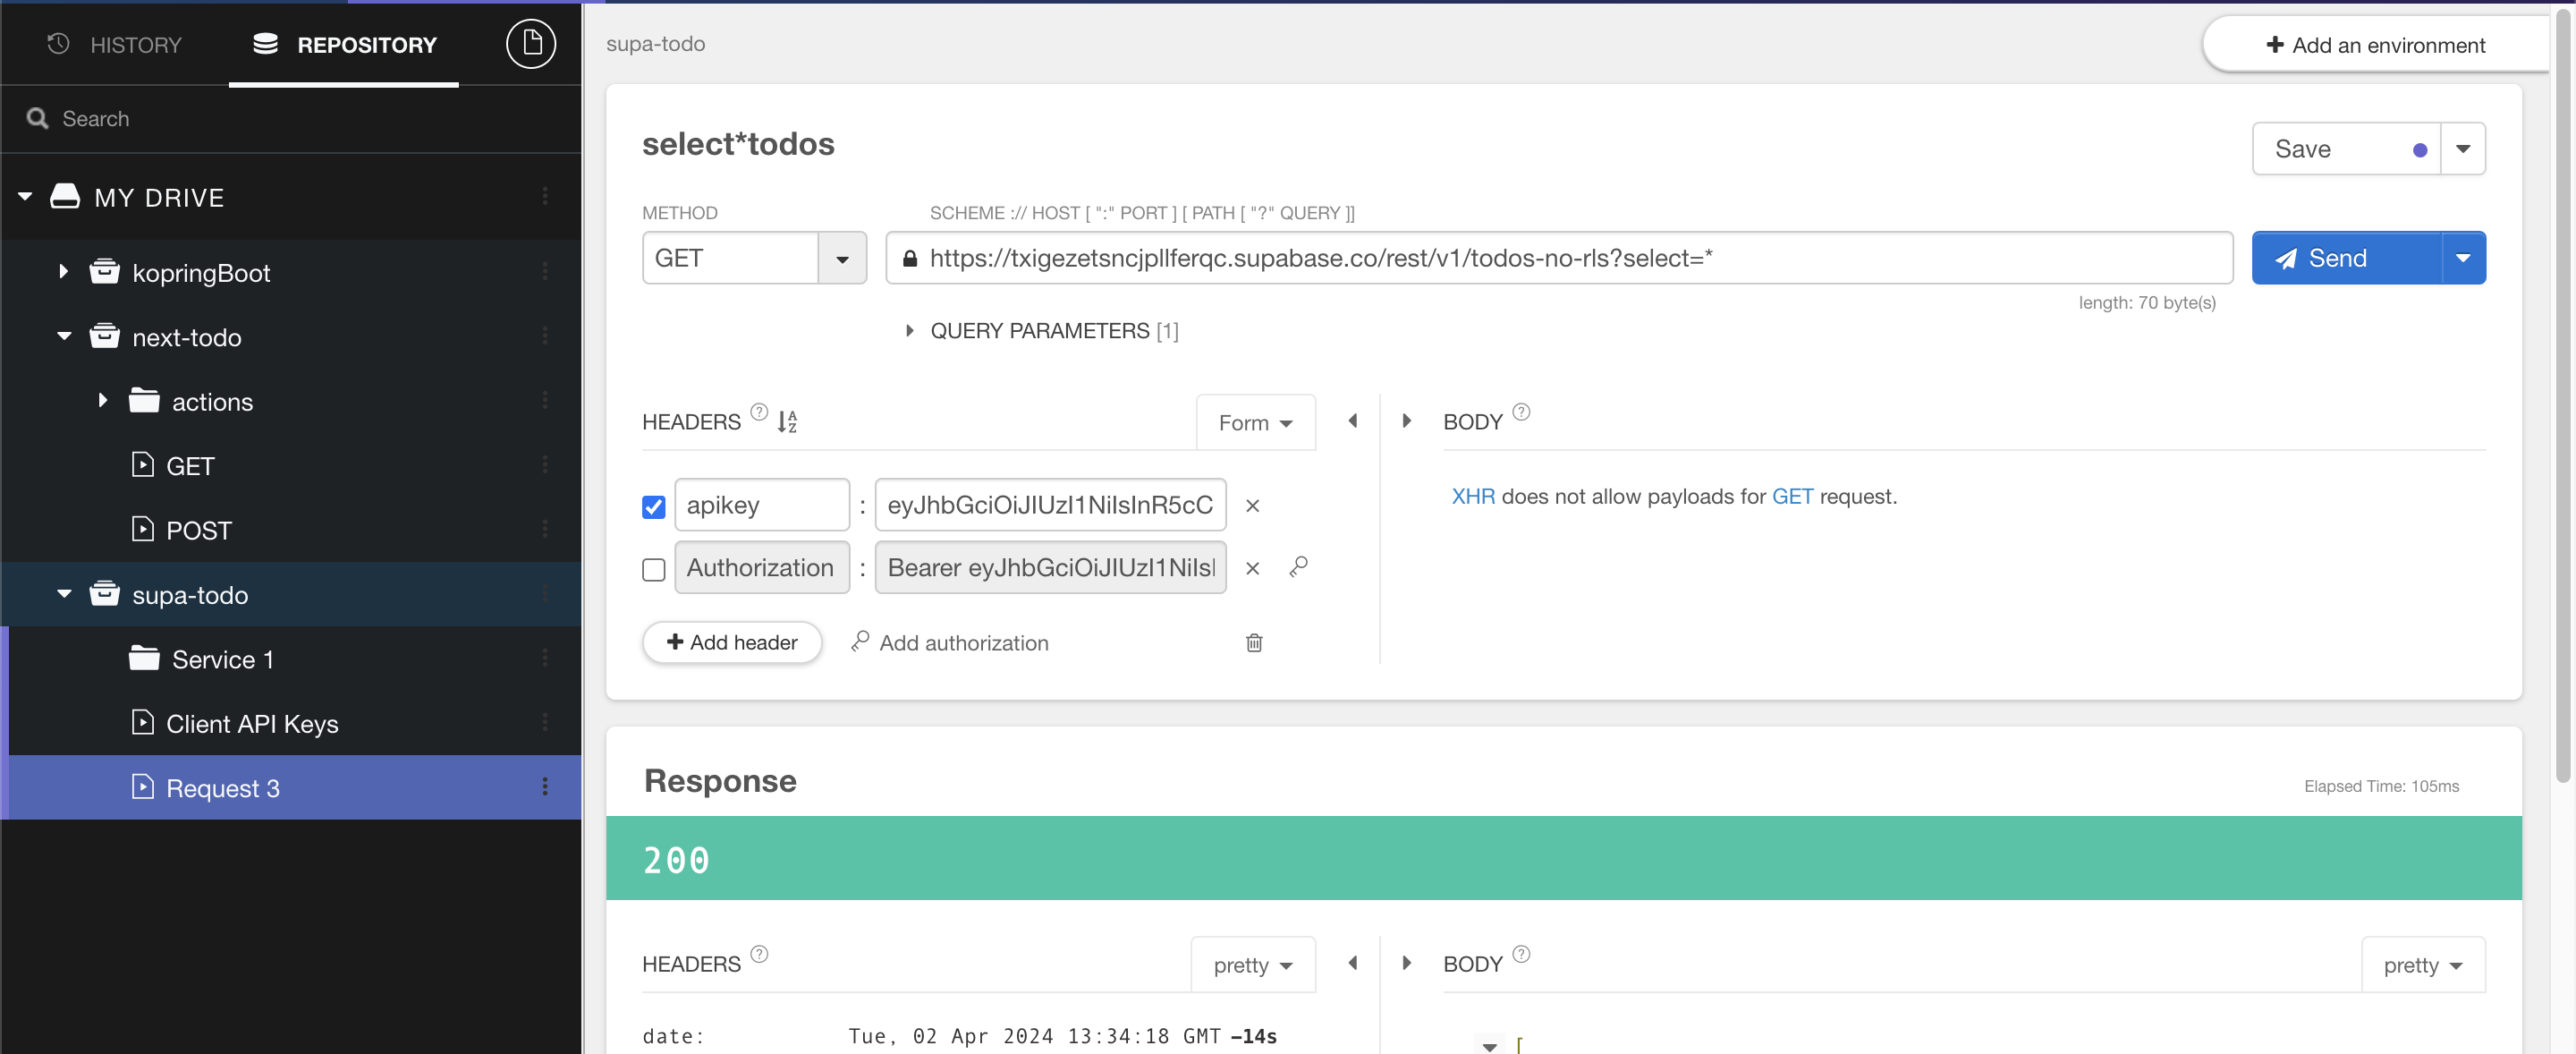 HISTORY
REPOSITORY
Search
MY DRIVE
kopringBoot
next-todo
actions
GET
POST
supa-todo
Service 1
Client API Keys
Request 3
supa-todo
Add an environment
select*todos
Save
METHOD
SCHEME :// HOST [ ":" PORT ] [ PATH [ "?" QUERY ]]
GET
https://txigezetsncjpllferqc.supabase.co/rest/v1/todos-no-rls?select=*
Send
length: 70 byte(s)
QUERY PARAMETERS [1]
HEADERS
Form
BODY
apikey : eyJhbGciOiJIUzI1NiIsInR5cC
XHR does not allow payloads for GET request.
Authorization : Bearer eyJhbGciOiJIUzI1NiIsI
Add header
Add authorization
Response
Elapsed Time: 105ms
200
HEADERS
pretty
BODY
pretty
date: Tue, 02 Apr 2024 13:34:18 GMT -14s
[